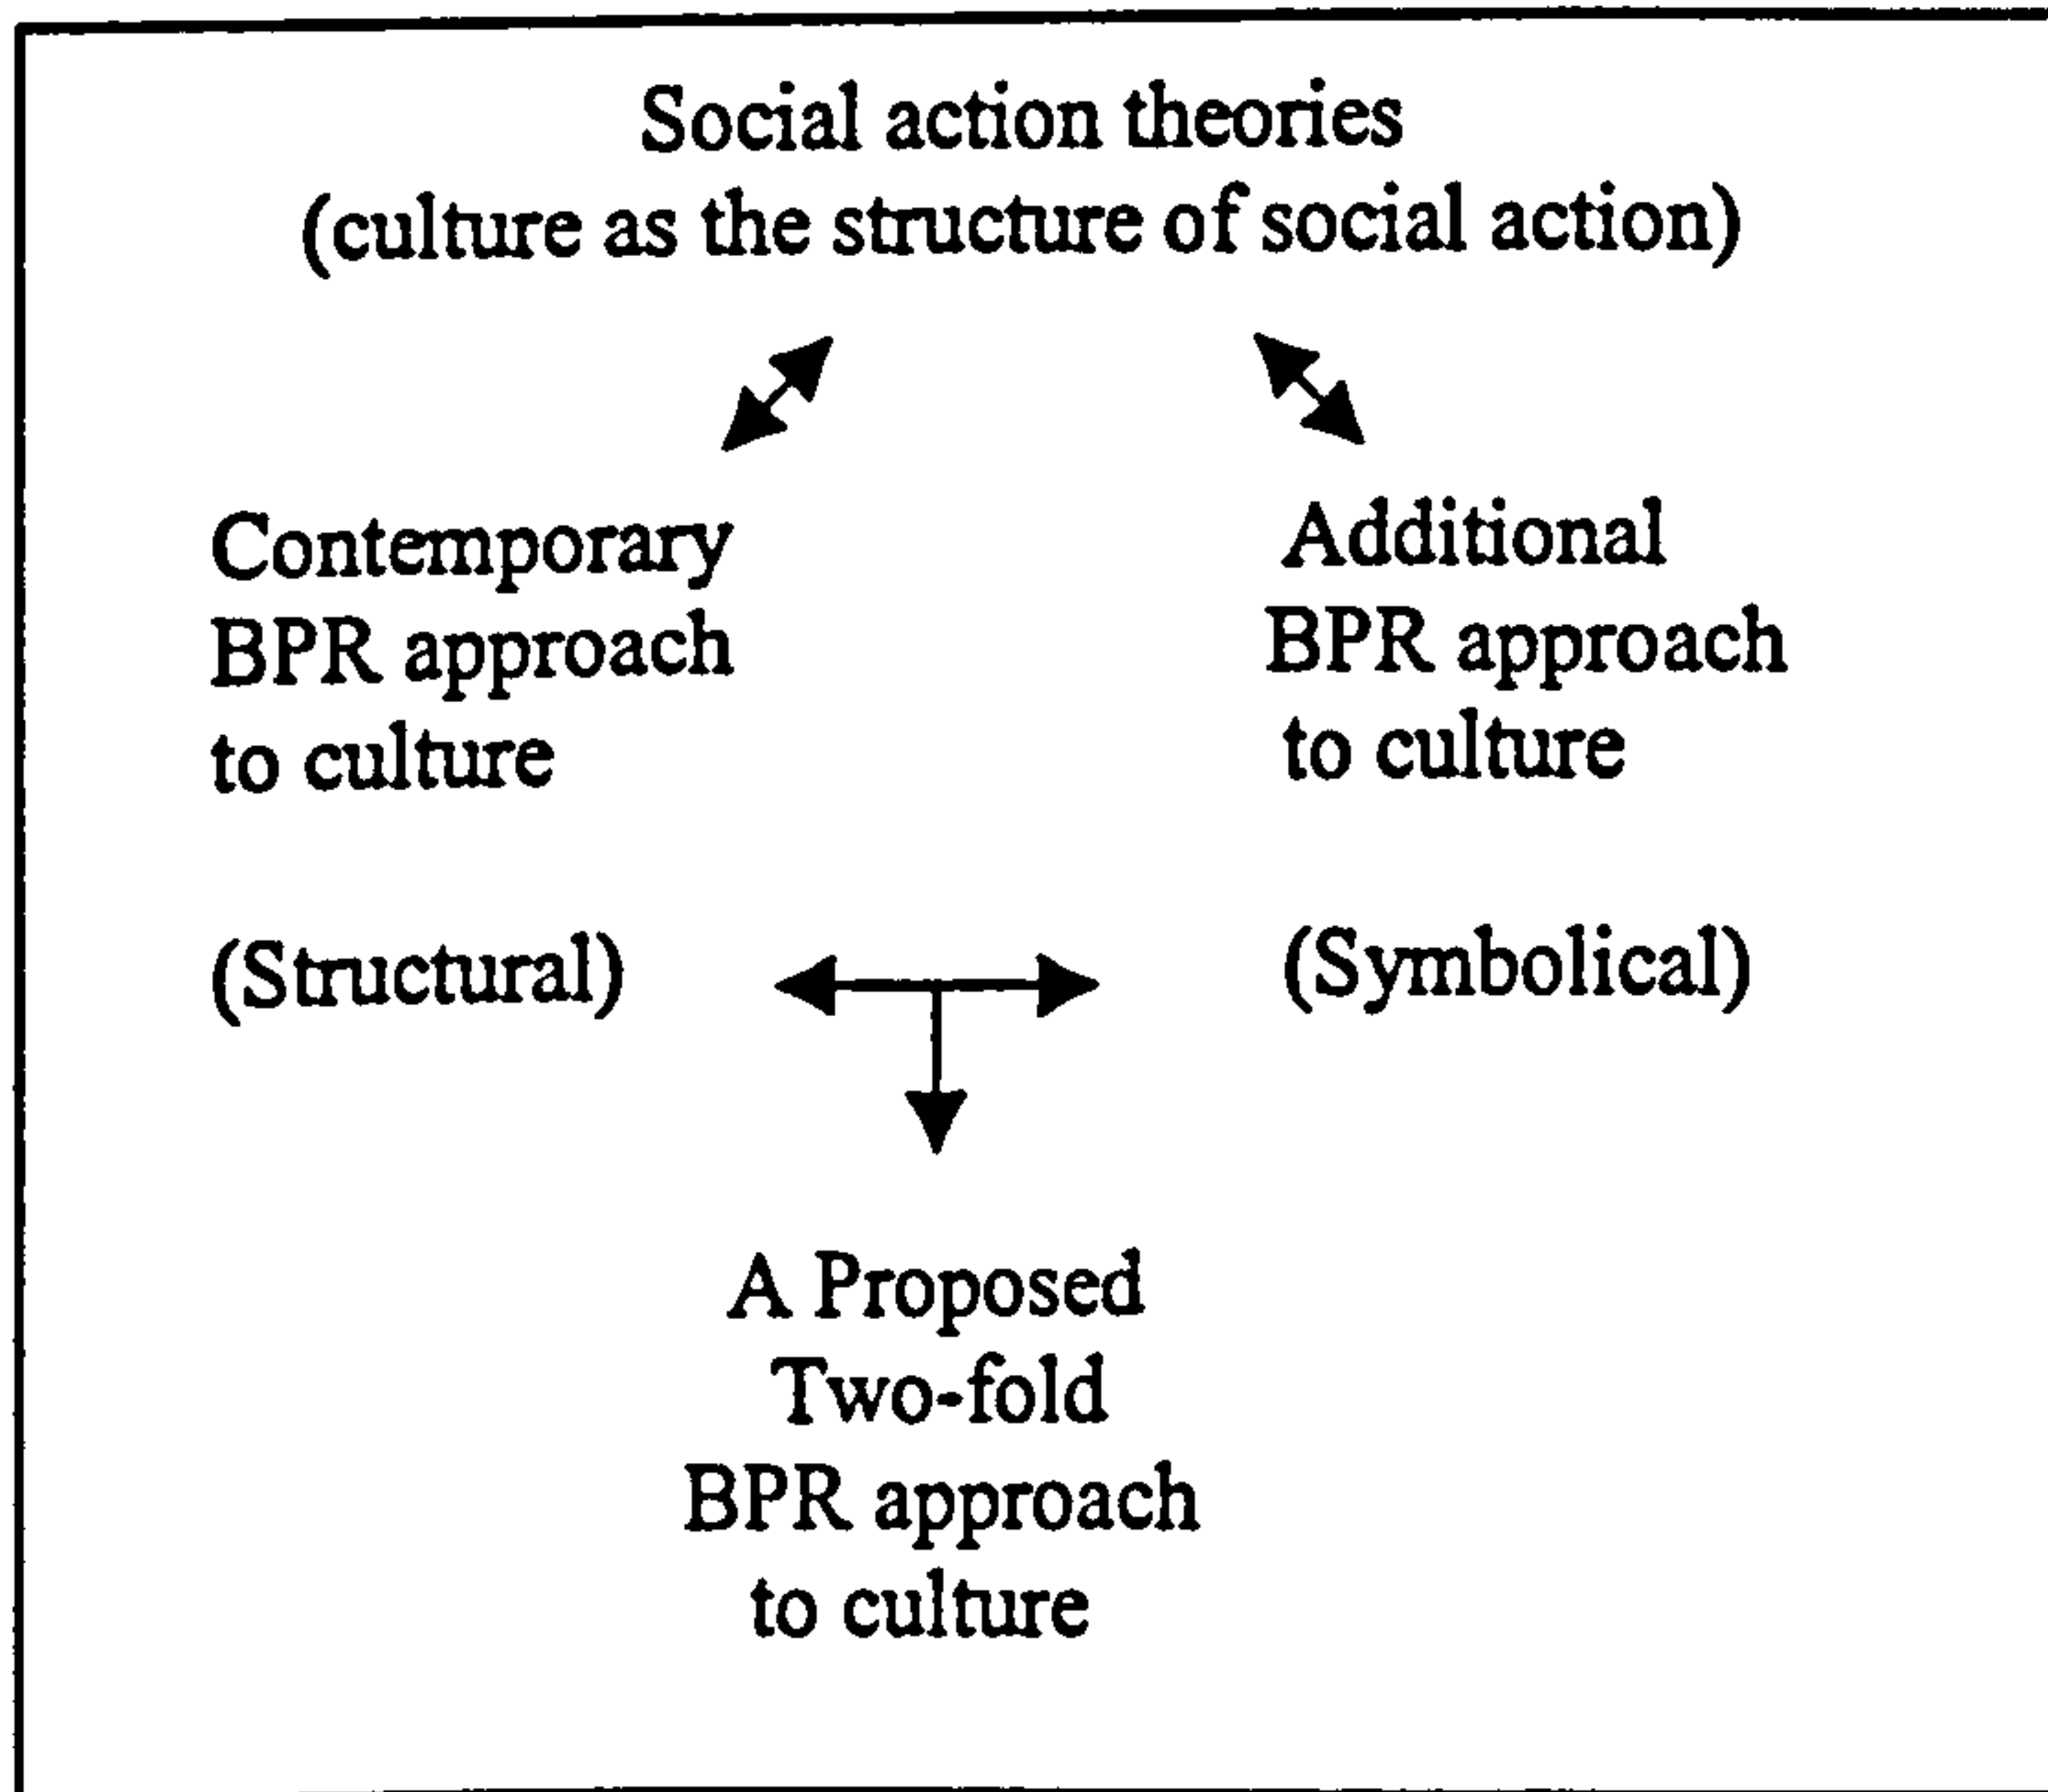 Social action theories
(culture as the structure of social action)
Contemporary
BPR approach
to culture
Additional
BPR approach
to culture
(Structural)
(Symbolical)
A Proposed
Two-fold
BPR approach
to culture